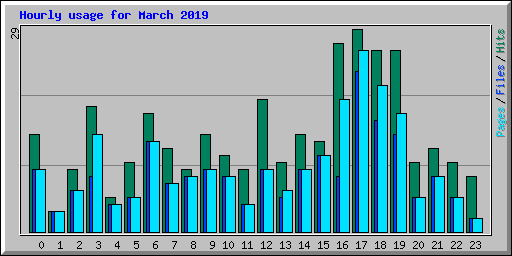 Hourly usage for March 2019
29
Pages / Files / Hits
0 1 2 3 4 5 6 7 8 9 10 11 12 13 14 15 16 17 18 19 20 21 22 23